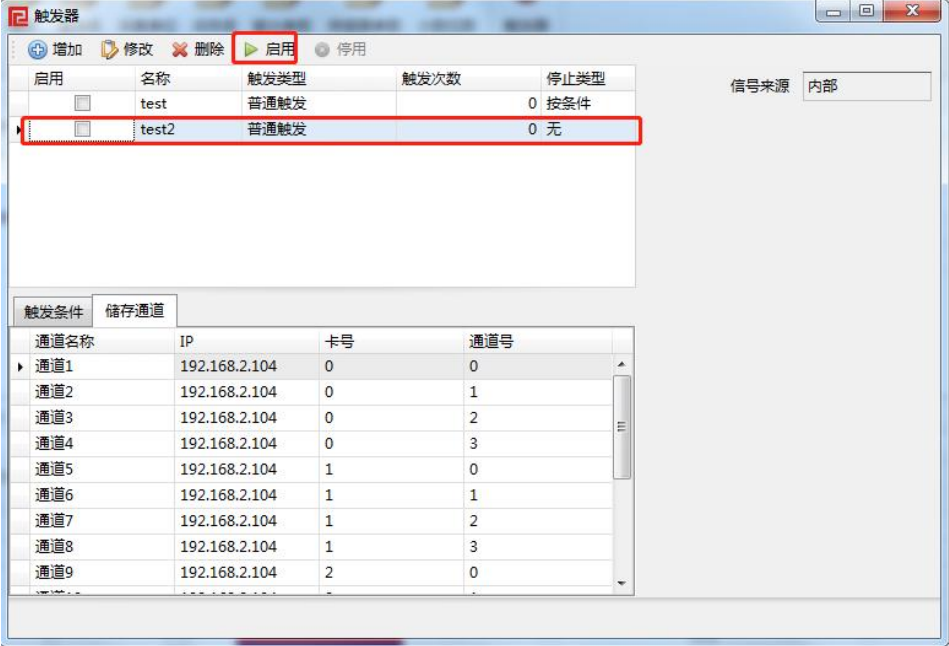 触发器
增加 修改 删除 启用 停用
启用 名称 触发类型 触发次数 停止类型
信号来源 内部
test 普通触发 0 按条件
test2 普通触发 0 无
触发条件 储存通道
通道名称 IP 卡号 通道号
通道1 192.168.2.104 0 0
通道2 192.168.2.104 0 1
通道3 192.168.2.104 0 2
通道4 192.168.2.104 0 3
通道5 192.168.2.104 1 0
通道6 192.168.2.104 1 1
通道7 192.168.2.104 1 2
通道8 192.168.2.104 1 3
通道9 192.168.2.104 2 0